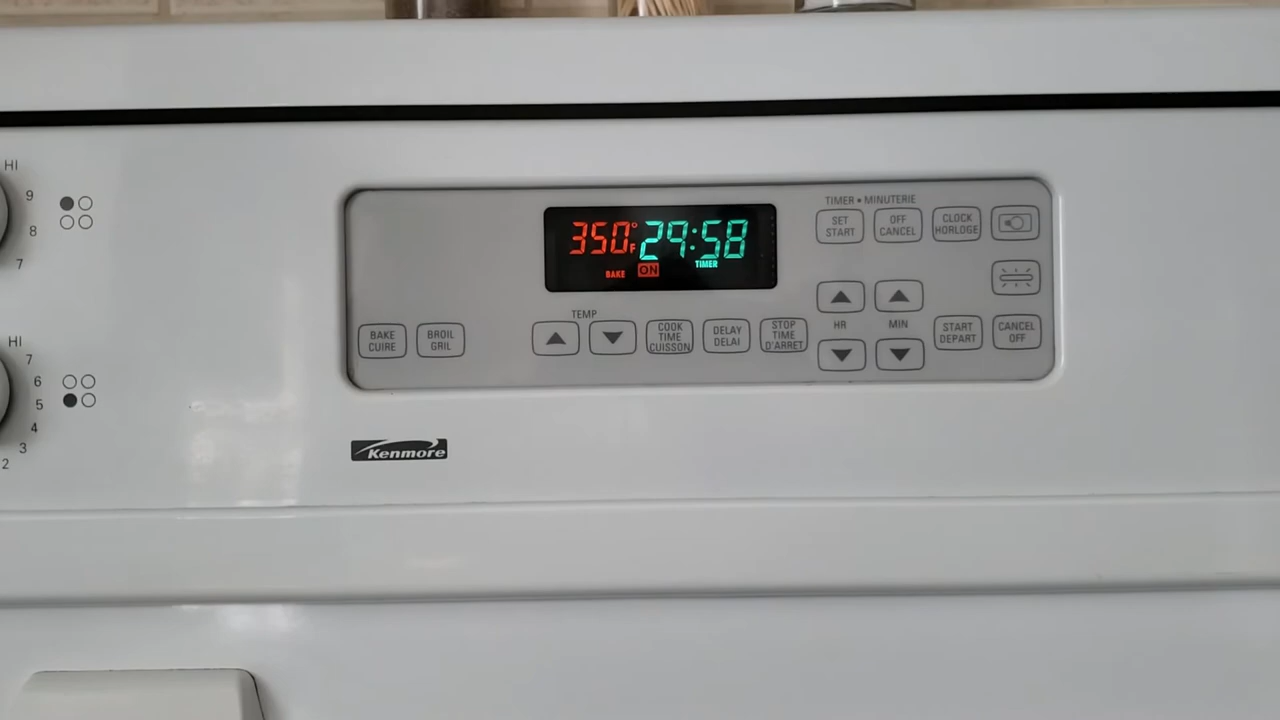 HI
9
8
7
HI
7
6
5
4
3
2
350°F 29:58
BAKE ON TIMER
TIMER • MINUTERIE
SET
START
OFF
CANCEL
CLOCK
HORLOGE
BAKE
CUIRE
BROIL
GRIL
TEMP
COOK
TIME
CUISSON
DELAY
DELAI
STOP
TIME
D'ARRET
HR
MIN
START
DEPART
CANCEL
OFF
Kenmore